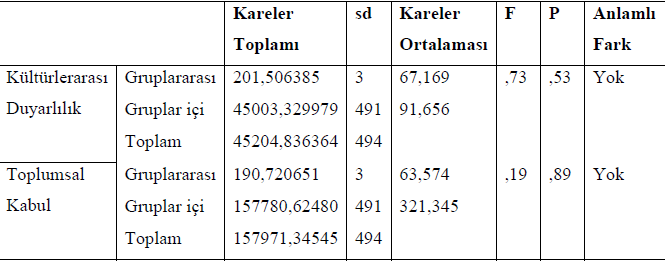 Kareler sd Kareler F P Anlamlı
Toplamı Ortalaması Fark
Kültürlerarası Gruplararası 201,506385 3 67,169 ,73 ,53 Yok
Duyarlılık Gruplar içi 45003,329979 491 91,656
Toplam 45204,836364 494
Toplumsal Gruplararası 190,720651 3 63,574 ,19 ,89 Yok
Kabul Gruplar içi 157780,62480 491 321,345
Toplam 157971,34545 494